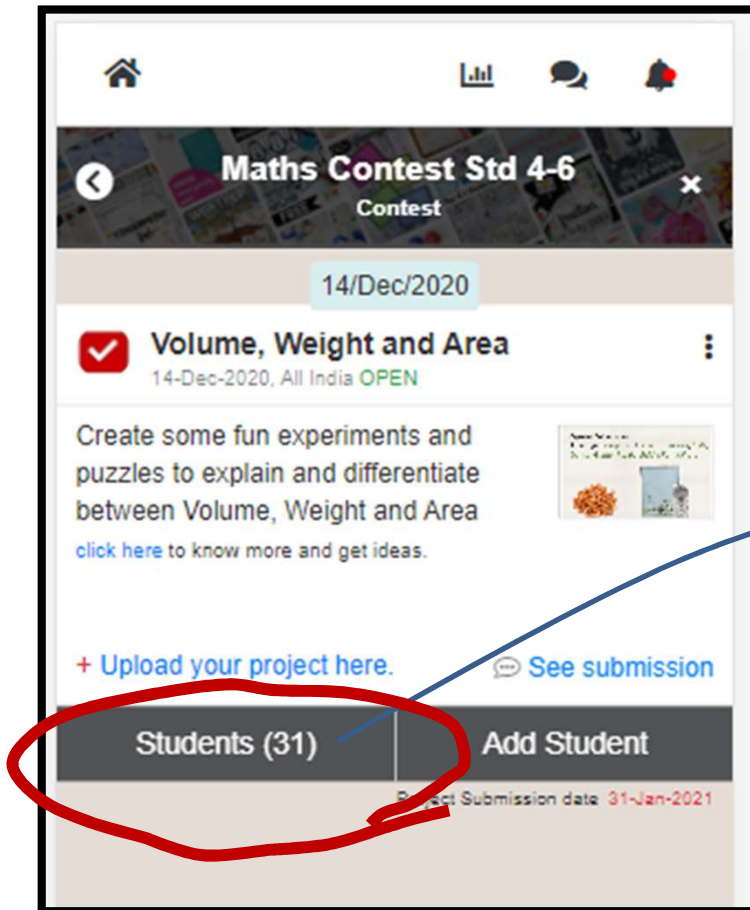 Maths Contest Std 4-6
Contest
14/Dec/2020
Volume, Weight and Area
14-Dec-2020, All India OPEN
Create some fun experiments and
puzzles to explain and differentiate
between Volume, Weight and Area
click here to know more and get ideas.
+ Upload your project here.
See submission
Students (31)
Add Student
Project Submission date 31-Jan-2021